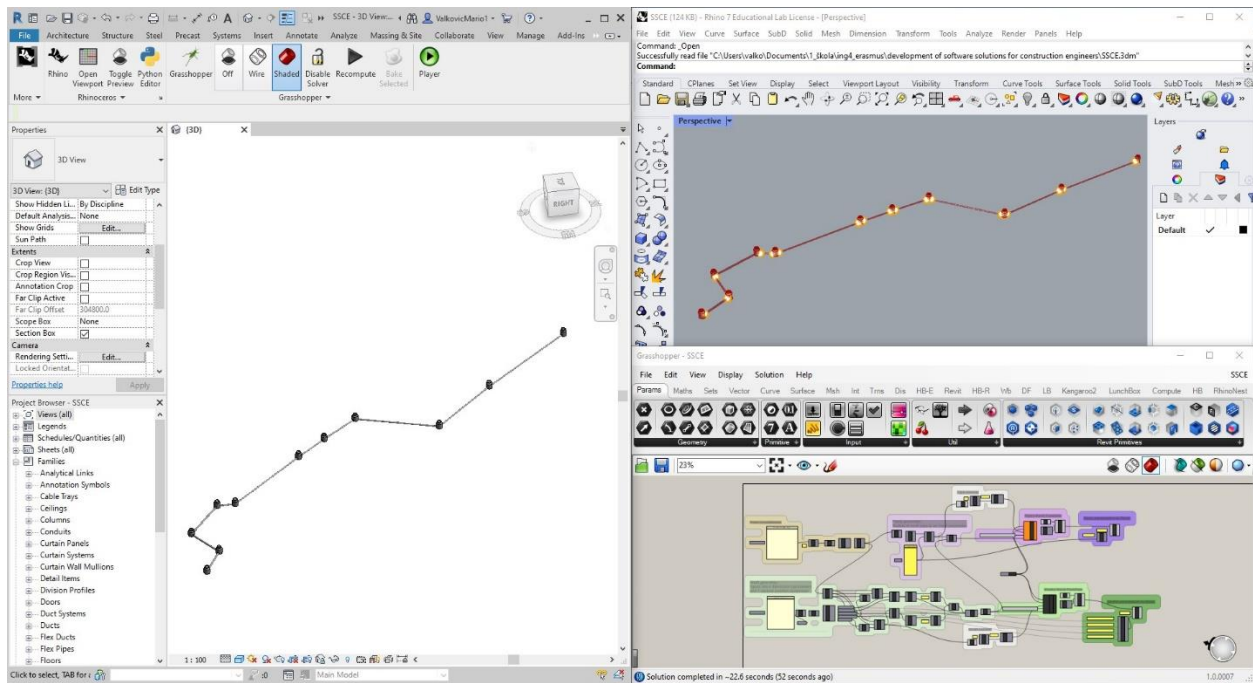 SSCE - 3D View:...
ValkovicMario1
File Architecture Structure Steel Precast Systems Insert Annotate Analyze Massing & Site Collaborate View Manage Add-Ins
Rhino
Open Viewport
Toggle Preview
Python Editor
Grasshopper
Off
Wire
Shaded
Disable Solver
Recompute
Bake Selected
Player
More
Rhinoceros
Grasshopper
Properties
3D View
3D View: {3D}
Edit Type
Show Hidden Li... By Discipline
Default Analysis... None
Show Grids Edit...
Sun Path
Extents
Crop View
Crop Region Vis...
Annotation Crop
Far Clip Active
Far Clip Offset 304800.0
Scope Box None
Section Box
Camera
Rendering Setti... Edit...
Locked Orientat...
Properties help
Apply
Project Browser - SSCE
Views (all)
Legends
Schedules/Quantities (all)
Sheets (all)
Families
Analytical Links
Annotation Symbols
Cable Trays
Ceilings
Columns
Conduits
Curtain Panels
Curtain Systems
Curtain Wall Mullions
Detail Items
Division Profiles
Doors
Duct Systems
Ducts
Flex Ducts
Flex Pipes
Floors
{3D}
RIGHT
1 : 100
Click to select, TAB for
:0
Main Model
SSCE (124 KB) - Rhino 7 Educational Lab License - [Perspective]
File Edit View Curve Surface SubD Solid Mesh Dimension Transform Tools Analyze Render Panels Help
Command: _Open
Successfully read file "C:\Users\valko\Documents\1_škola\ing4_erasmus\development of software solutions for construction engineers\SSCE.3dm"
Command:
Standard CPlanes Set View Display Select Viewport Layout Visibility Transform Curve Tools Surface Tools Solid Tools SubD Tools Mesh
Perspective
Layers
Layer
Default
Grasshopper - SSCE
File Edit View Display Solution Help
SSCE
Params Maths Sets Vector Curve Surface Msh Int Trns Dis HB-E Revit HB-R Wb DF LB Kangaroo2 LunchBox Compute HB RhinoNest
Geometry
Primitive
Input
Util
Revit Primitives
23%
Solution completed in ~22.6 seconds (52 seconds ago)
1.0.0007